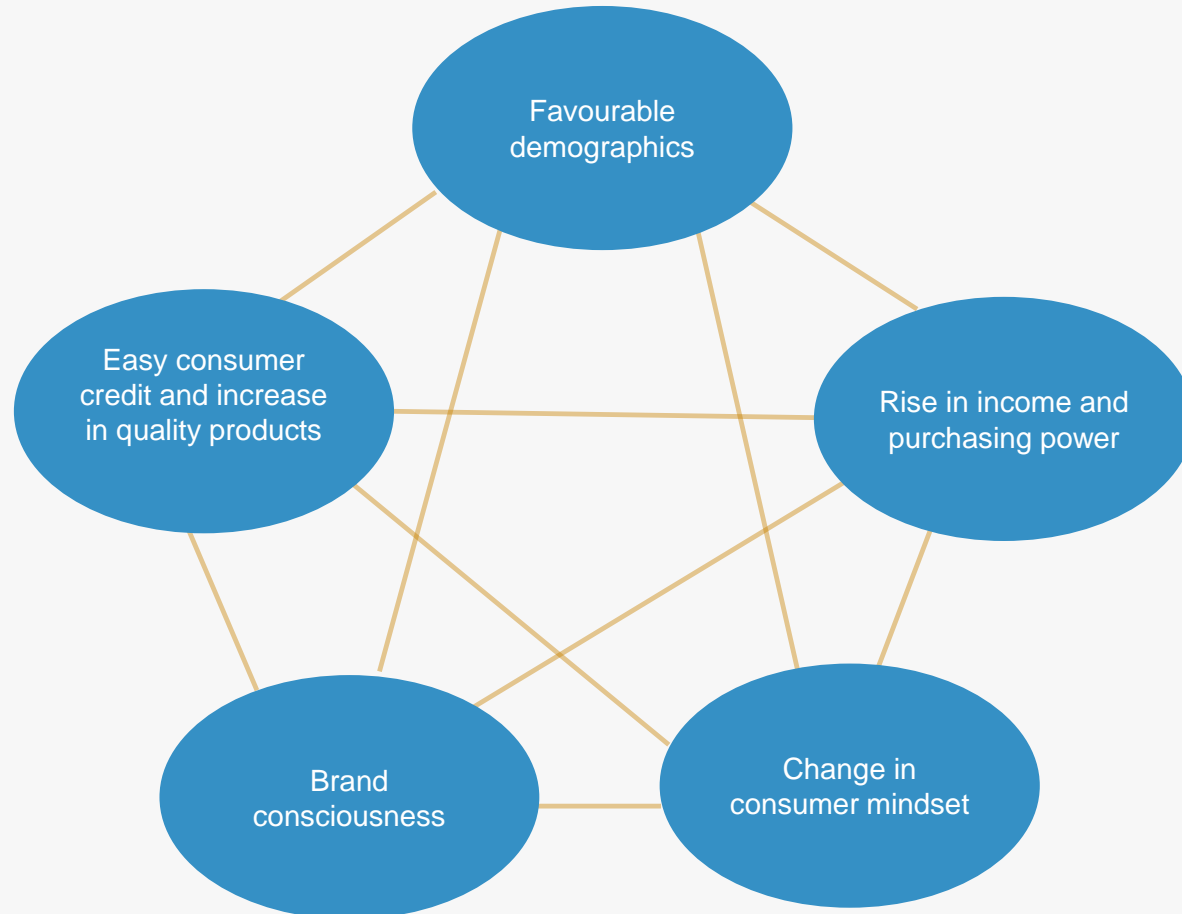 Favourable
demographics
Easy consumer
credit and increase
in quality products
Rise in income and
purchasing power
Brand
consciousness
Change in
consumer mindset